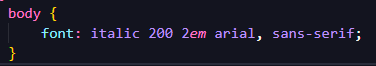 body {
    font: italic 200 2em arial, sans-serif;
}